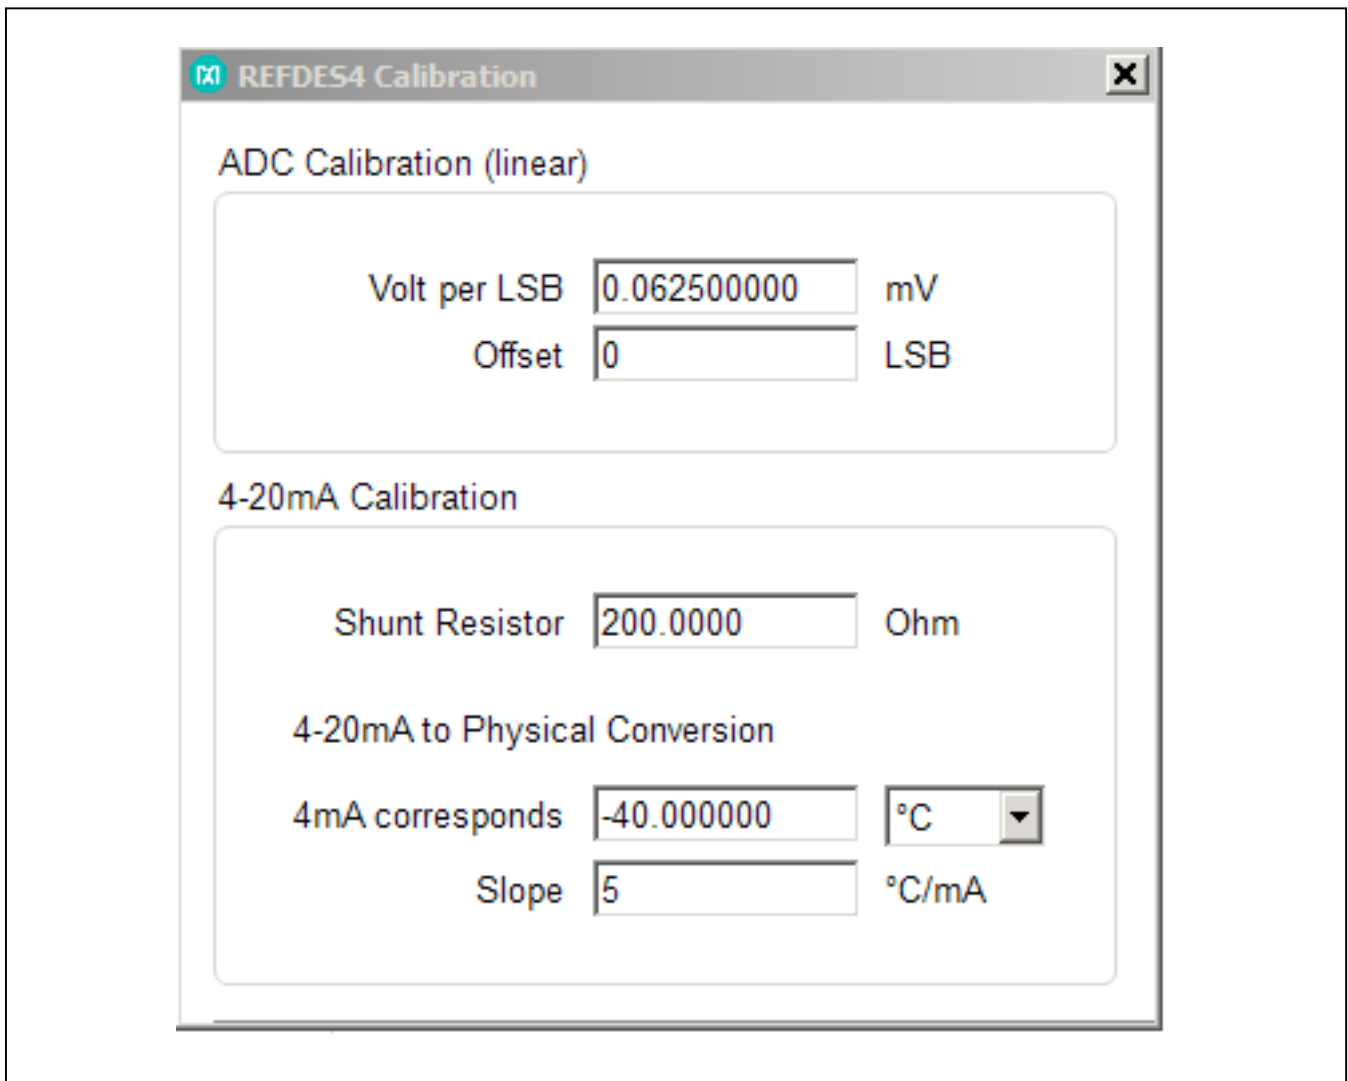 REFDES4 Calibration
ADC Calibration (linear)
Volt per LSB 0.062500000 mV
Offset 0 LSB
4-20mA Calibration
Shunt Resistor 200.0000 Ohm
4-20mA to Physical Conversion
4mA corresponds -40.000000 °C
Slope 5 °C/mA